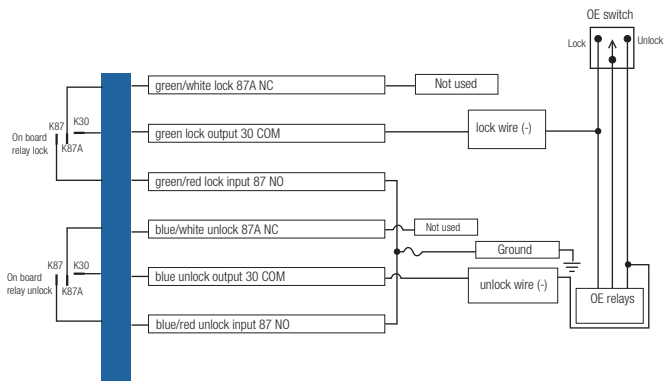 OE switch
Lock
Unlock
green/white lock 87A NC
Not used
K87
K30
On board
relay lock
K87A
green lock output 30 COM
lock wire (-)
green/red lock input 87 NO
blue/white unlock 87A NC
Not used
Ground
K87
K30
On board
relay unlock
K87A
blue unlock output 30 COM
unlock wire (-)
OE relays
blue/red unlock input 87 NO